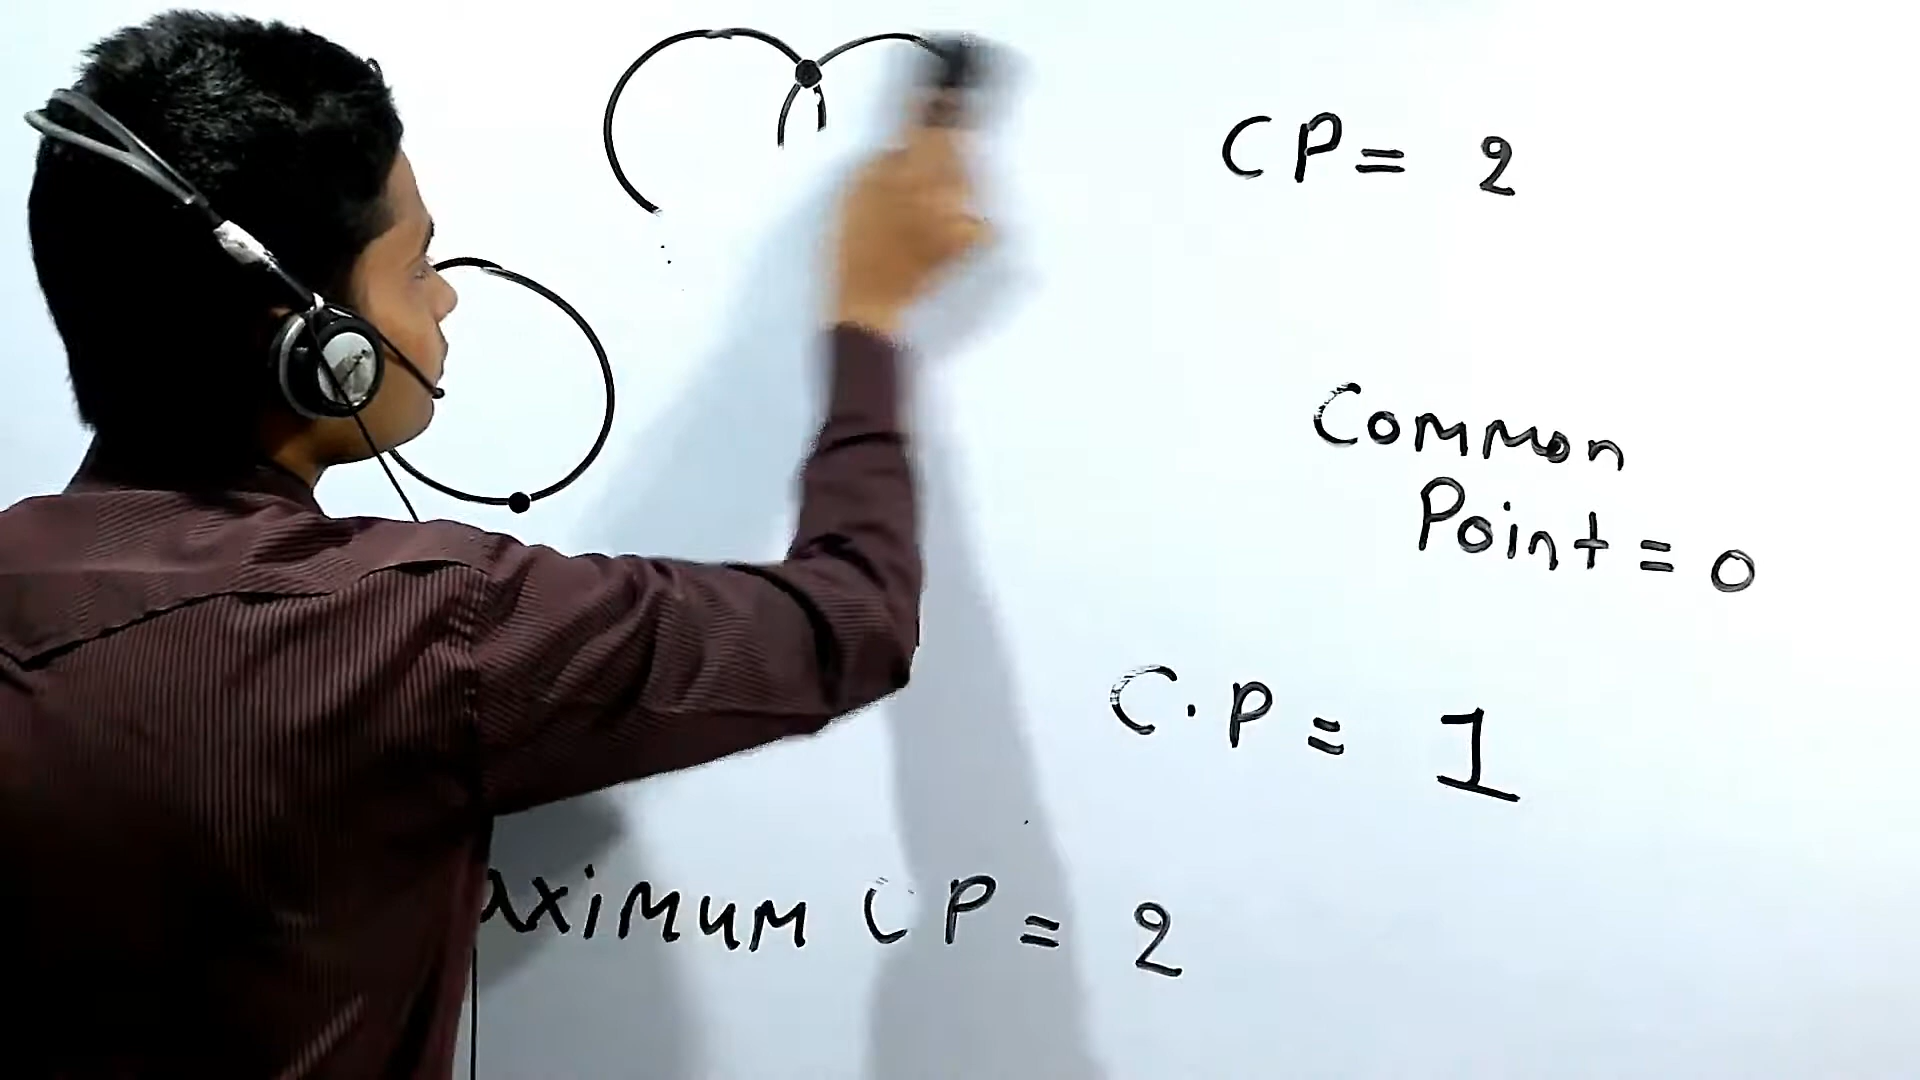 CP = 2
Common
Point = 0
C.P = 1
aximum CP = 2